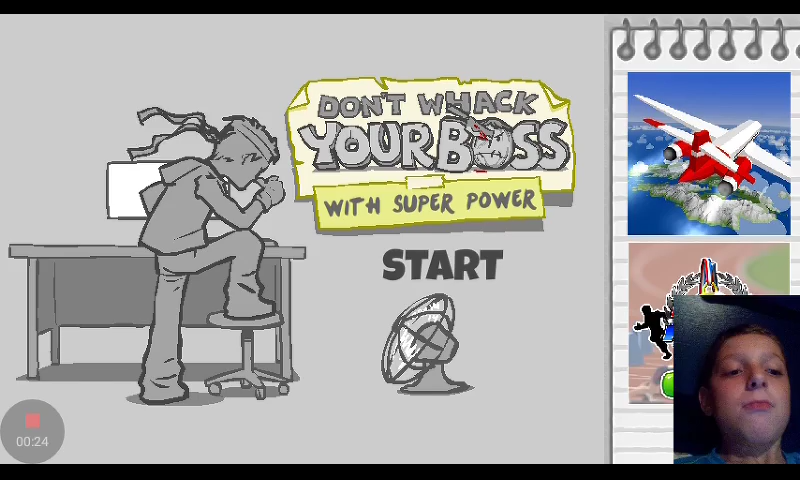 DON'T WHACK
YOUR BOSS
WITH SUPER POWER
START
00:24